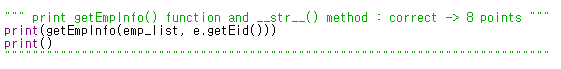 """ print getEmpInfo() function and __str__() method : correct -> 8 points """
print(getEmpInfo(emp_list, e.getEid()))
print()
""""""""""""""""""""""""""""""""""""""""""""""""""""""""""""""""""""""""""""